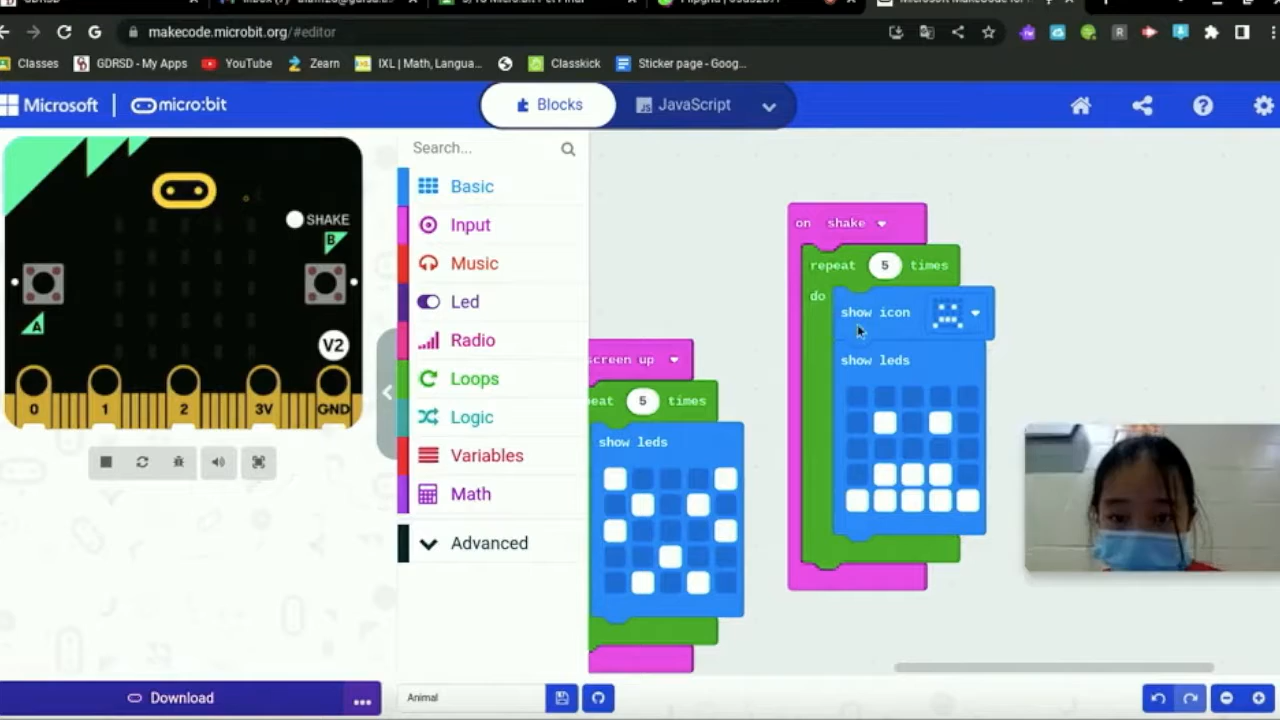 makecode.microbit.org/#editor
Classes
GDRSD - My Apps
YouTube
Zearn
IXL | Math, Langua...
Classkick
Sticker page - Goog...
Microsoft
micro:bit
Blocks
JS JavaScript
SHAKE
B
A
V2
0 1 2 3V GND
Search...
Basic
Input
Music
Led
Radio
Loops
Logic
Variables
Math
Advanced
screen up
eat 5 times
show leds
on shake
repeat 5 times
do
show icon
show leds
Download
Animal